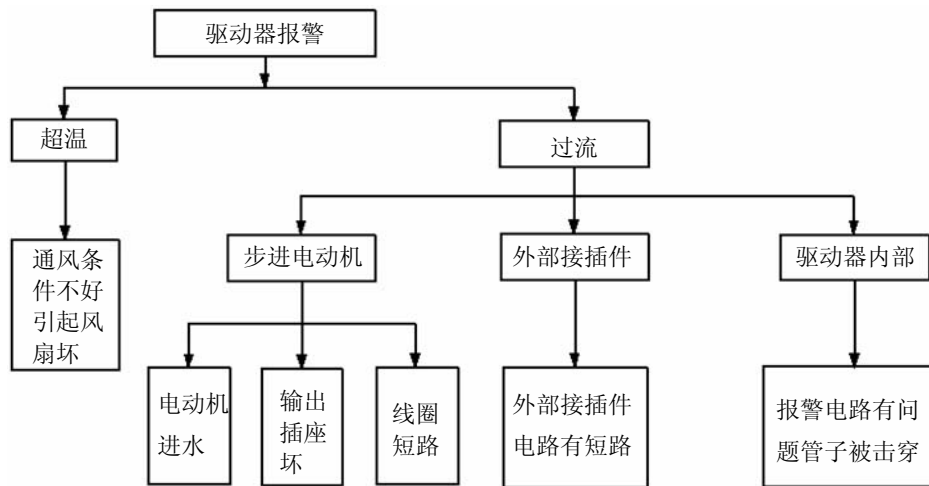 驱动器报警
超温
过流
通风条
件不好
引起风
扇坏
步进电动机
外部接插件
驱动器内部
电动机
进水
输出
插座
坏
线圈
短路
外部接插件
电路有短路
报警电路有问
题管子被击穿